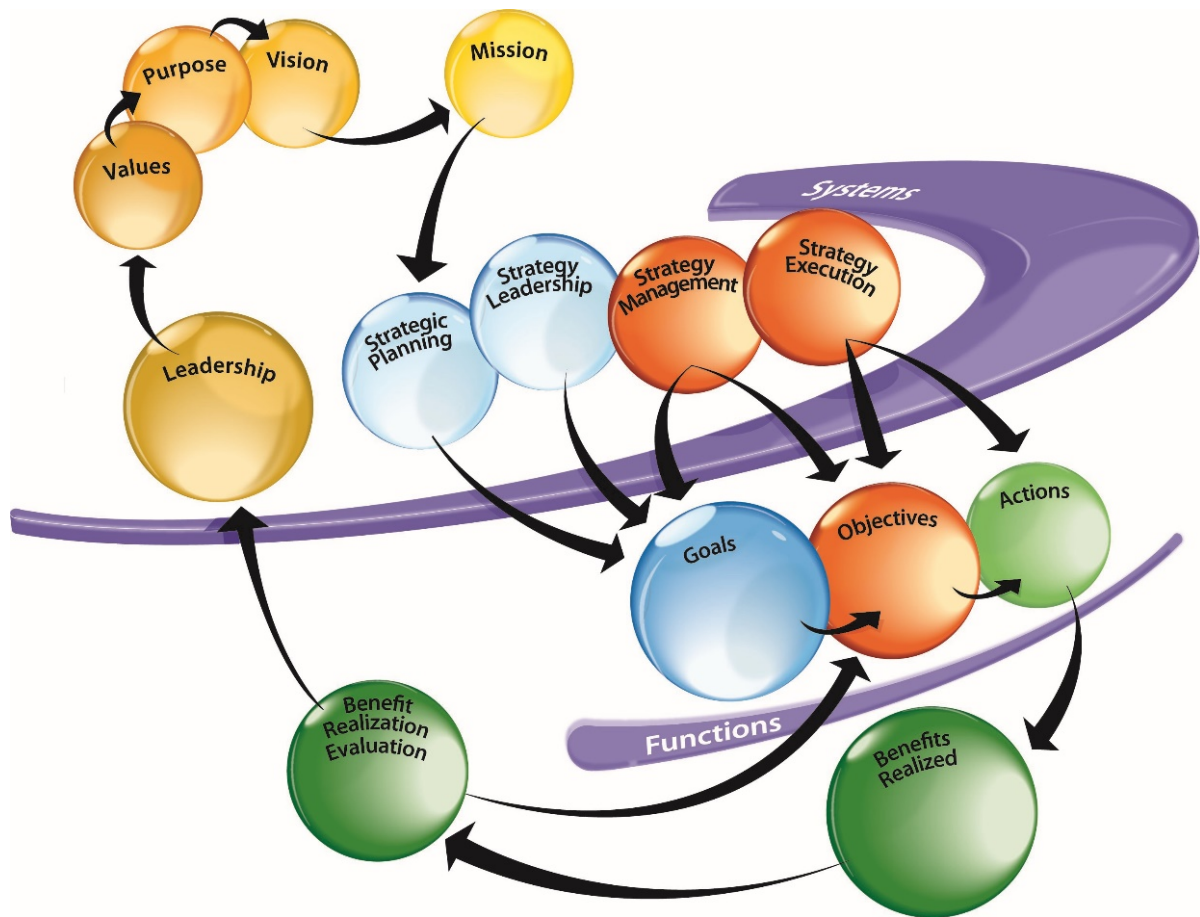 Purpose
Vision
Mission
Values
Systems
Strategic
Planning
Strategy
Leadership
Strategy
Management
Strategy
Execution
Leadership
Goals
Objectives
Actions
Functions
Benefit
Realization
Evaluation
Benefits
Realized